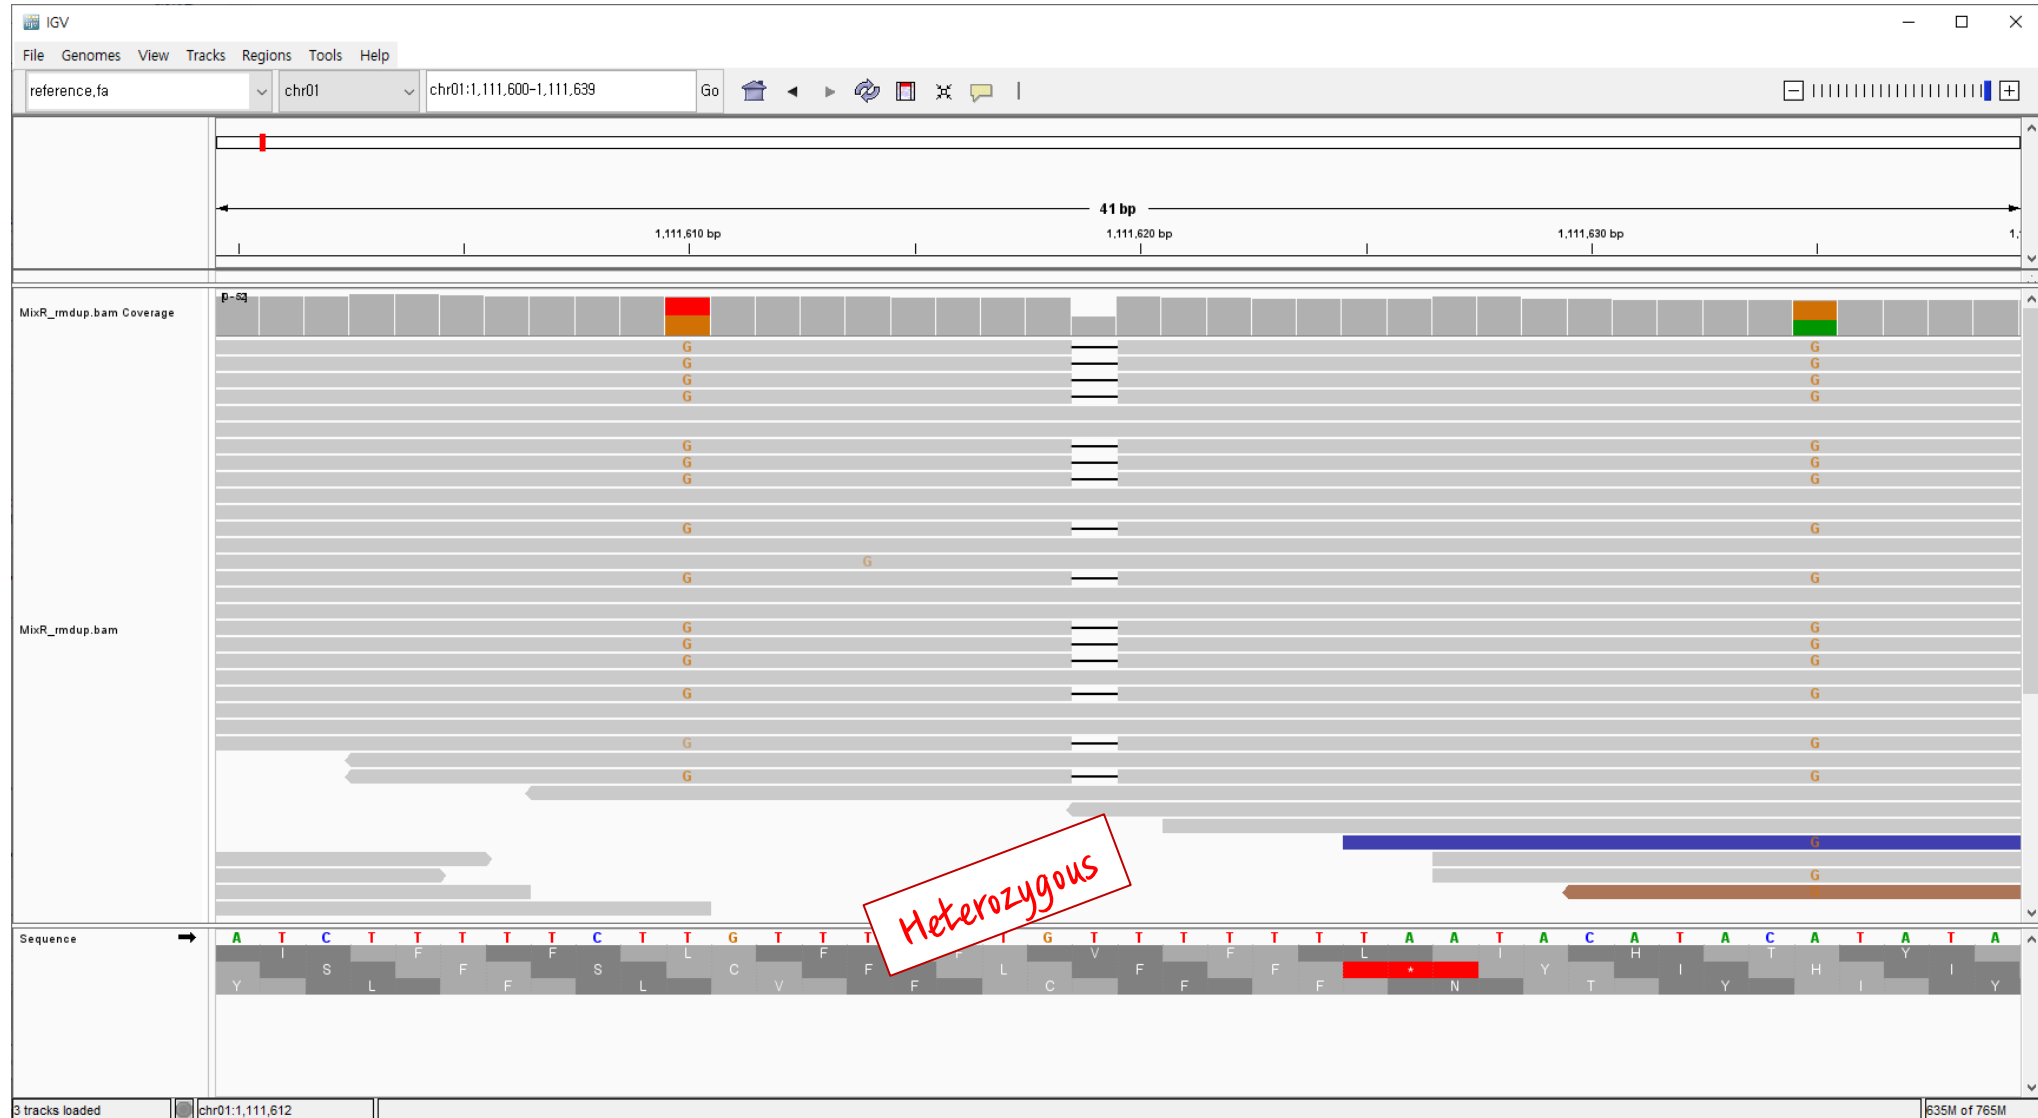 IGV
File Genomes View Tracks Regions Tools Help
reference,fa chr01 chr01:1,111,600-1,111,639 Go
41 bp
1,111,610 bp 1,111,620 bp 1,111,630 bp
[0-52]
MixR_rmdup.bam Coverage
G G
G G
G G
G G
G G
G G
G G
G G
G
G G
G G
G G
G G
G G
G G
G G
G
G
MixR_rmdup.bam
Heterozygous
Sequence A T C T T T T T C T T G T T T T G T T T T T T T A A T A C A T A C A T A T A
I F F L F F V F L I H T Y
S F S C F L F F * Y I H I
Y L F L V F C F F N T Y I Y
3 tracks loaded chr01:1,111,612 635M of 765M